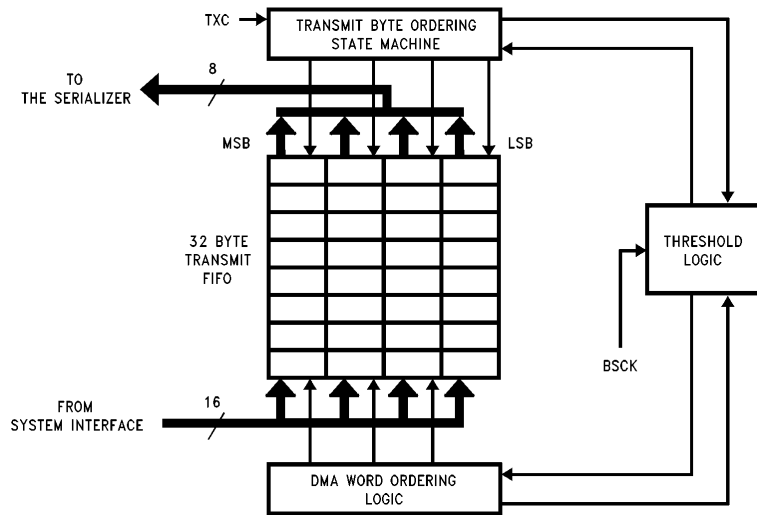 TXC
TRANSMIT BYTE ORDERING
STATE MACHINE
8
TO
THE SERIALIZER
MSB
LSB
32 BYTE
TRANSMIT
FIFO
THRESHOLD
LOGIC
BSCK
16
FROM
SYSTEM INTERFACE
DMA WORD ORDERING
LOGIC